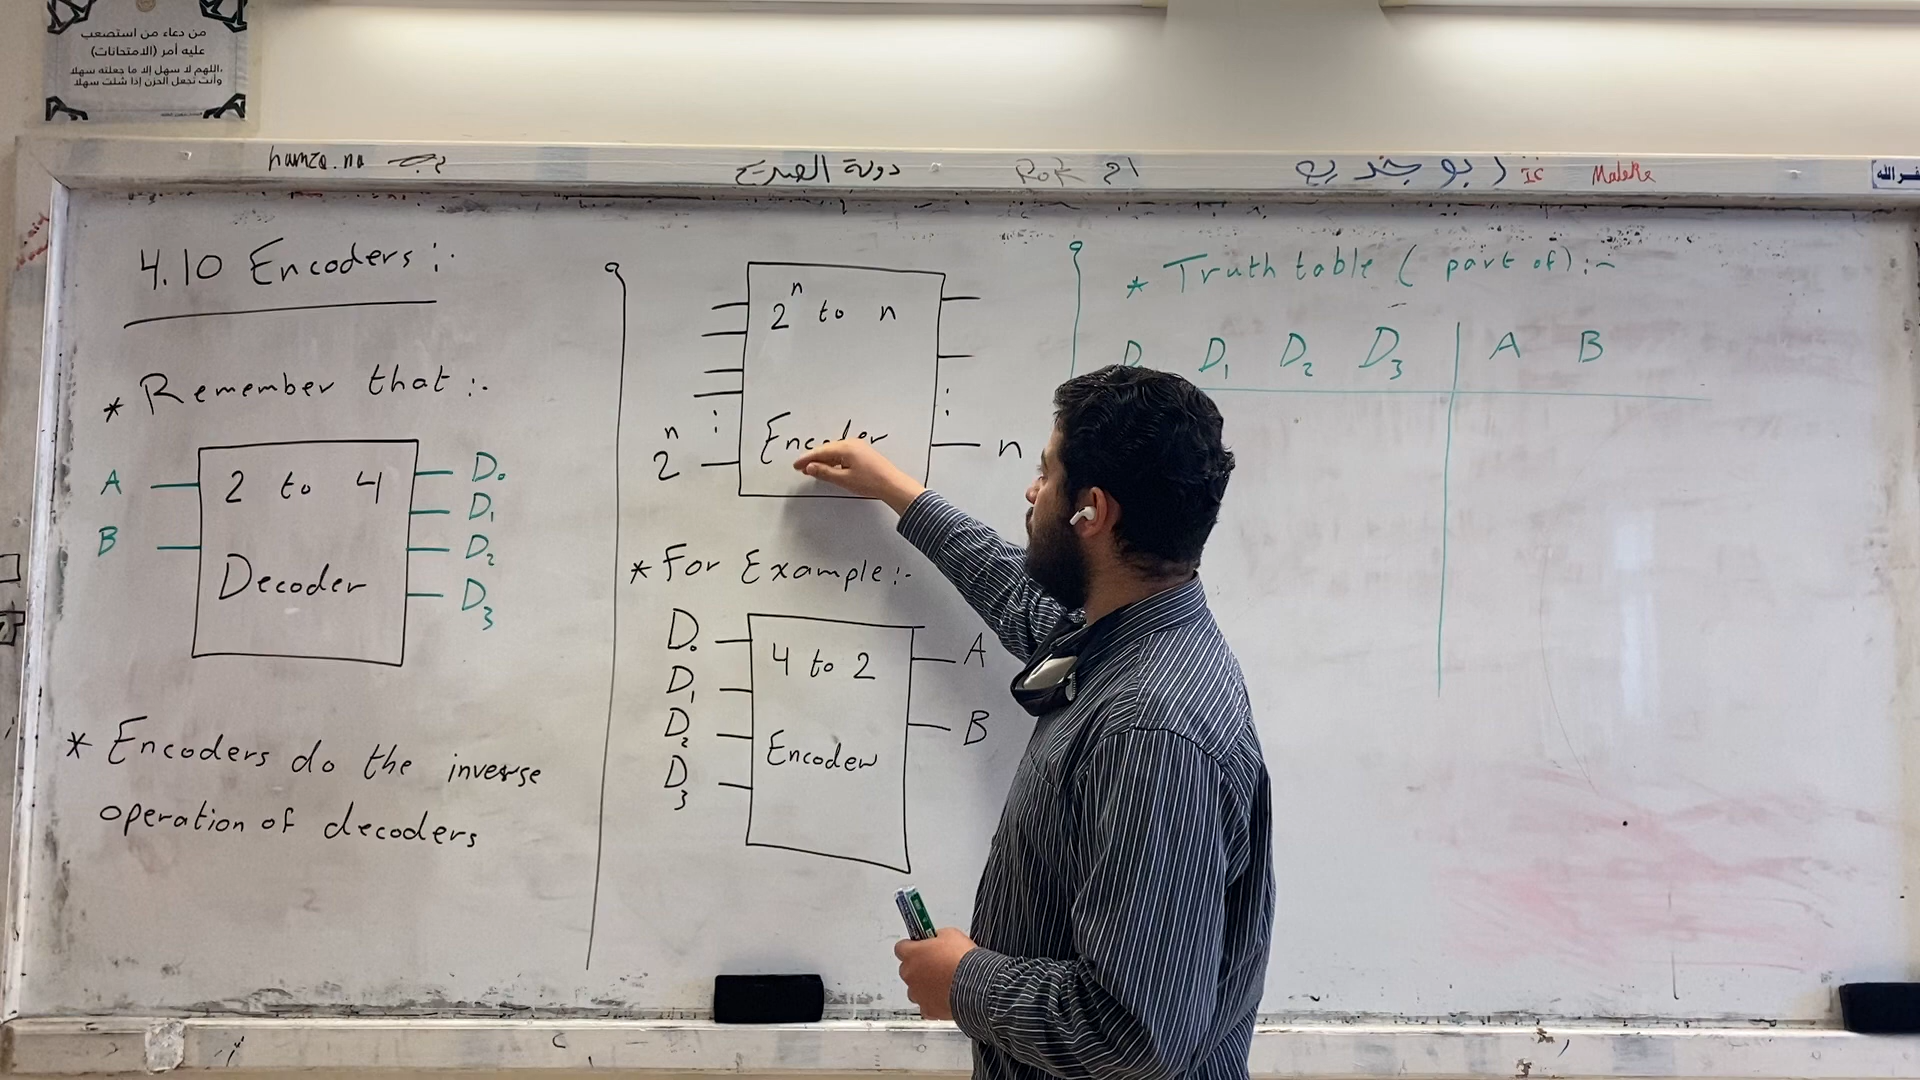 من دعاء من استصعب
عليه أمر (الامتحانات)
اللهم لا سهل إلا ما جعلته سهلا،
وأنت تجعل الحزن إذا شئت سهلا
hamza.na
دولة الصريح
ابو خديجة
Malek
4.10 Encoders:.
* Remember that:.
A
B
2 to 4
Decoder
D0
D1
D2
D3
* Encoders do the inverse
operation of decoders
2^n to n
Encoder
2^n
n
* For Example:-
D0
D1
D2
D3
4 to 2
Encoder
A
B
* Truth table ( part of):-
D D1 D2 D3 A B